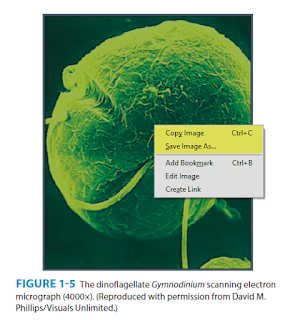 Copy Image Ctrl+C
Save Image As...
Add Bookmark Ctrl+B
Edit Image
Create Link
FIGURE 1-5 The dinoflagellate Gymnodinium scanning electron
micrograph (4000×). (Reproduced with permission from David M.
Phillips/Visuals Unlimited.)